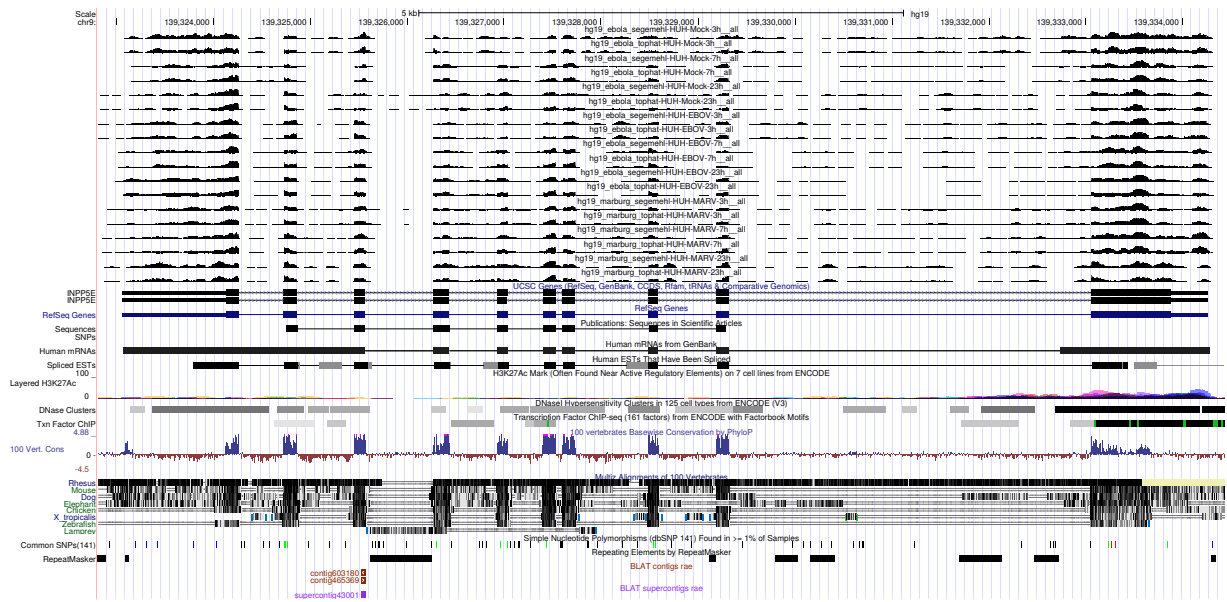 Scale 5 kb hg19
chr9: 139,324,000 139,325,000 139,326,000 139,327,000 139,328,000 139,329,000 139,330,000 139,331,000 139,332,000 139,333,000 139,334,000
hg19_ebola_segemehl-HUH-Mock-3h__all
hg19_ebola_tophat-HUH-Mock-3h__all
hg19_ebola_segemehl-HUH-Mock-7h__all
hg19_ebola_tophat-HUH-Mock-7h__all
hg19_ebola_segemehl-HUH-Mock-23h__all
hg19_ebola_tophat-HUH-Mock-23h__all
hg19_ebola_segemehl-HUH-EBOV-3h__all
hg19_ebola_tophat-HUH-EBOV-3h__all
hg19_ebola_segemehl-HUH-EBOV-7h__all
hg19_ebola_tophat-HUH-EBOV-7h__all
hg19_ebola_segemehl-HUH-EBOV-23h__all
hg19_ebola_tophat-HUH-EBOV-23h__all
hg19_marburg_segemehl-HUH-MARV-3h__all
hg19_marburg_tophat-HUH-MARV-3h__all
hg19_marburg_segemehl-HUH-MARV-7h__all
hg19_marburg_tophat-HUH-MARV-7h__all
hg19_marburg_segemehl-HUH-MARV-23h__all
hg19_marburg_tophat-HUH-MARV-23h__all
UCSC Genes (RefSeq, GenBank, CCDS, Rfam, tRNAs & Comparative Genomics)
INPP5E
INPP5E
RefSeq Genes
RefSeq Genes
Publications: Sequences in Scientific Articles
Sequences
SNPs
Human mRNAs from GenBank
Human mRNAs
Human ESTs That Have Been Spliced
Spliced ESTs
H3K27Ac Mark (Often Found Near Active Regulatory Elements) on 7 cell lines from ENCODE
100
Layered H3K27Ac
0
DNaseI Hypersensitivity Clusters in 125 cell types from ENCODE (V3)
DNase Clusters
Transcription Factor ChIP-seq (161 factors) from ENCODE with Factorbook Motifs
Txn Factor ChIP
100 vertebrates Basewise Conservation by PhyloP
4.88
100 Vert. Cons
0
-4.5
Multiz Alignments of 100 Vertebrates
Rhesus
Mouse
Dog
Elephant
Chicken
X_tropicalis
Zebrafish
Lamprey
Simple Nucleotide Polymorphisms (dbSNP 141) Found in >= 1% of Samples
Common SNPs(141)
Repeating Elements by RepeatMasker
RepeatMasker
BLAT contigs rae
contig603180
contig465369
BLAT supercontigs rae
supercontig43001